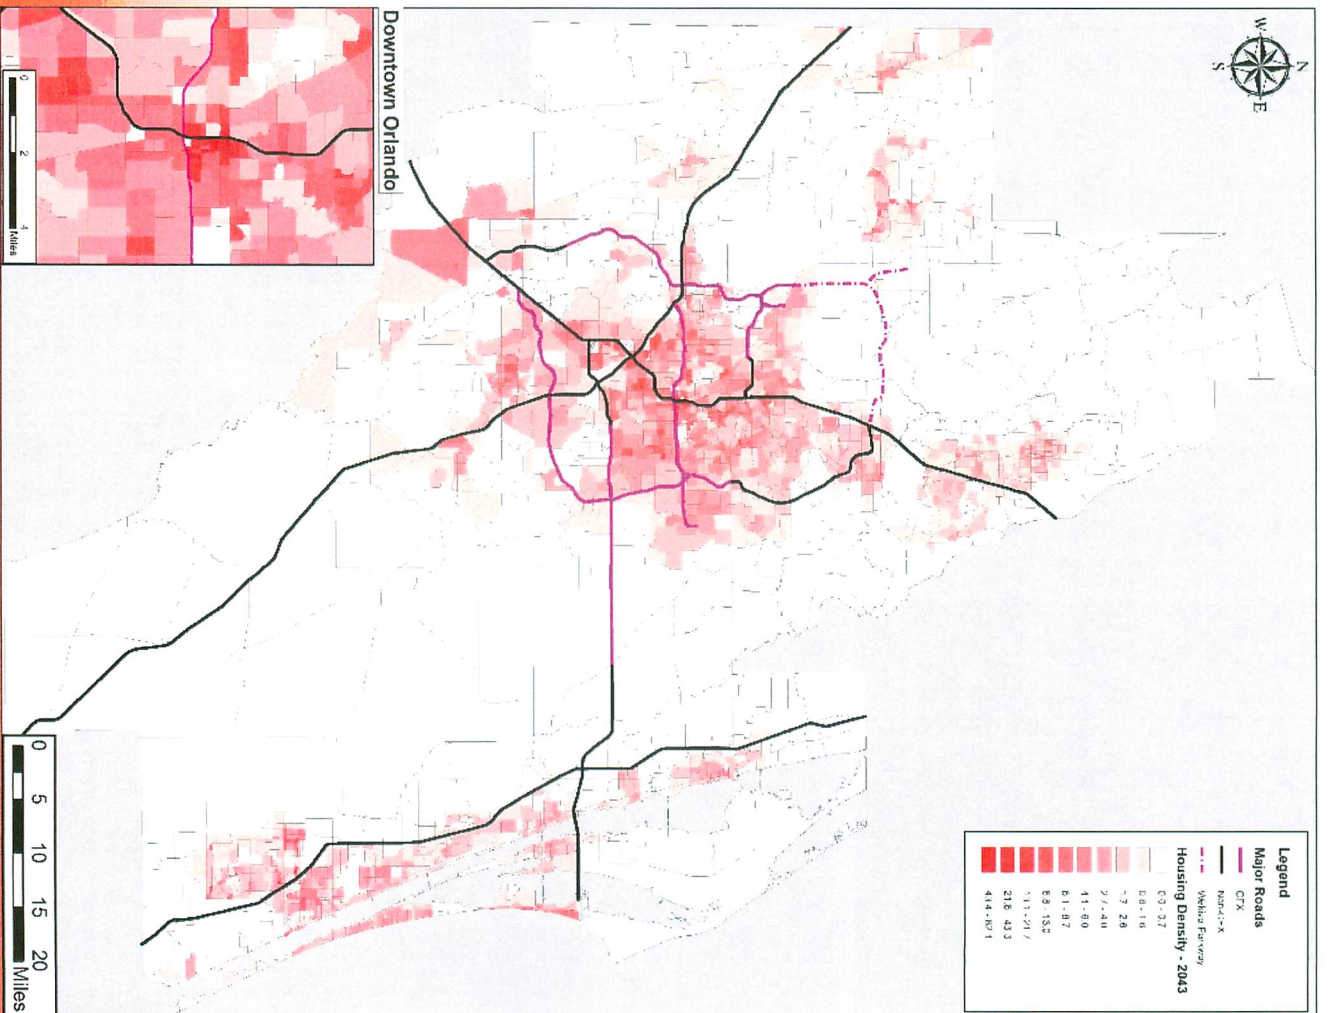 Downtown Orlando
0
2
4
Miles
W
N
S
E
Legend
Major Roads
CFX
Non-CFX
Wekiva Parkway
Housing Density - 2043
0.0 - 0.7
0.8 - 1.6
1.7 - 2.6
2.7 - 4.0
4.1 - 6.0
6.1 - 8.7
8.8 - 13.0
13.1 - 21.7
21.8 - 43.3
43.4 - 87.1
0
5
10
15
20
Miles